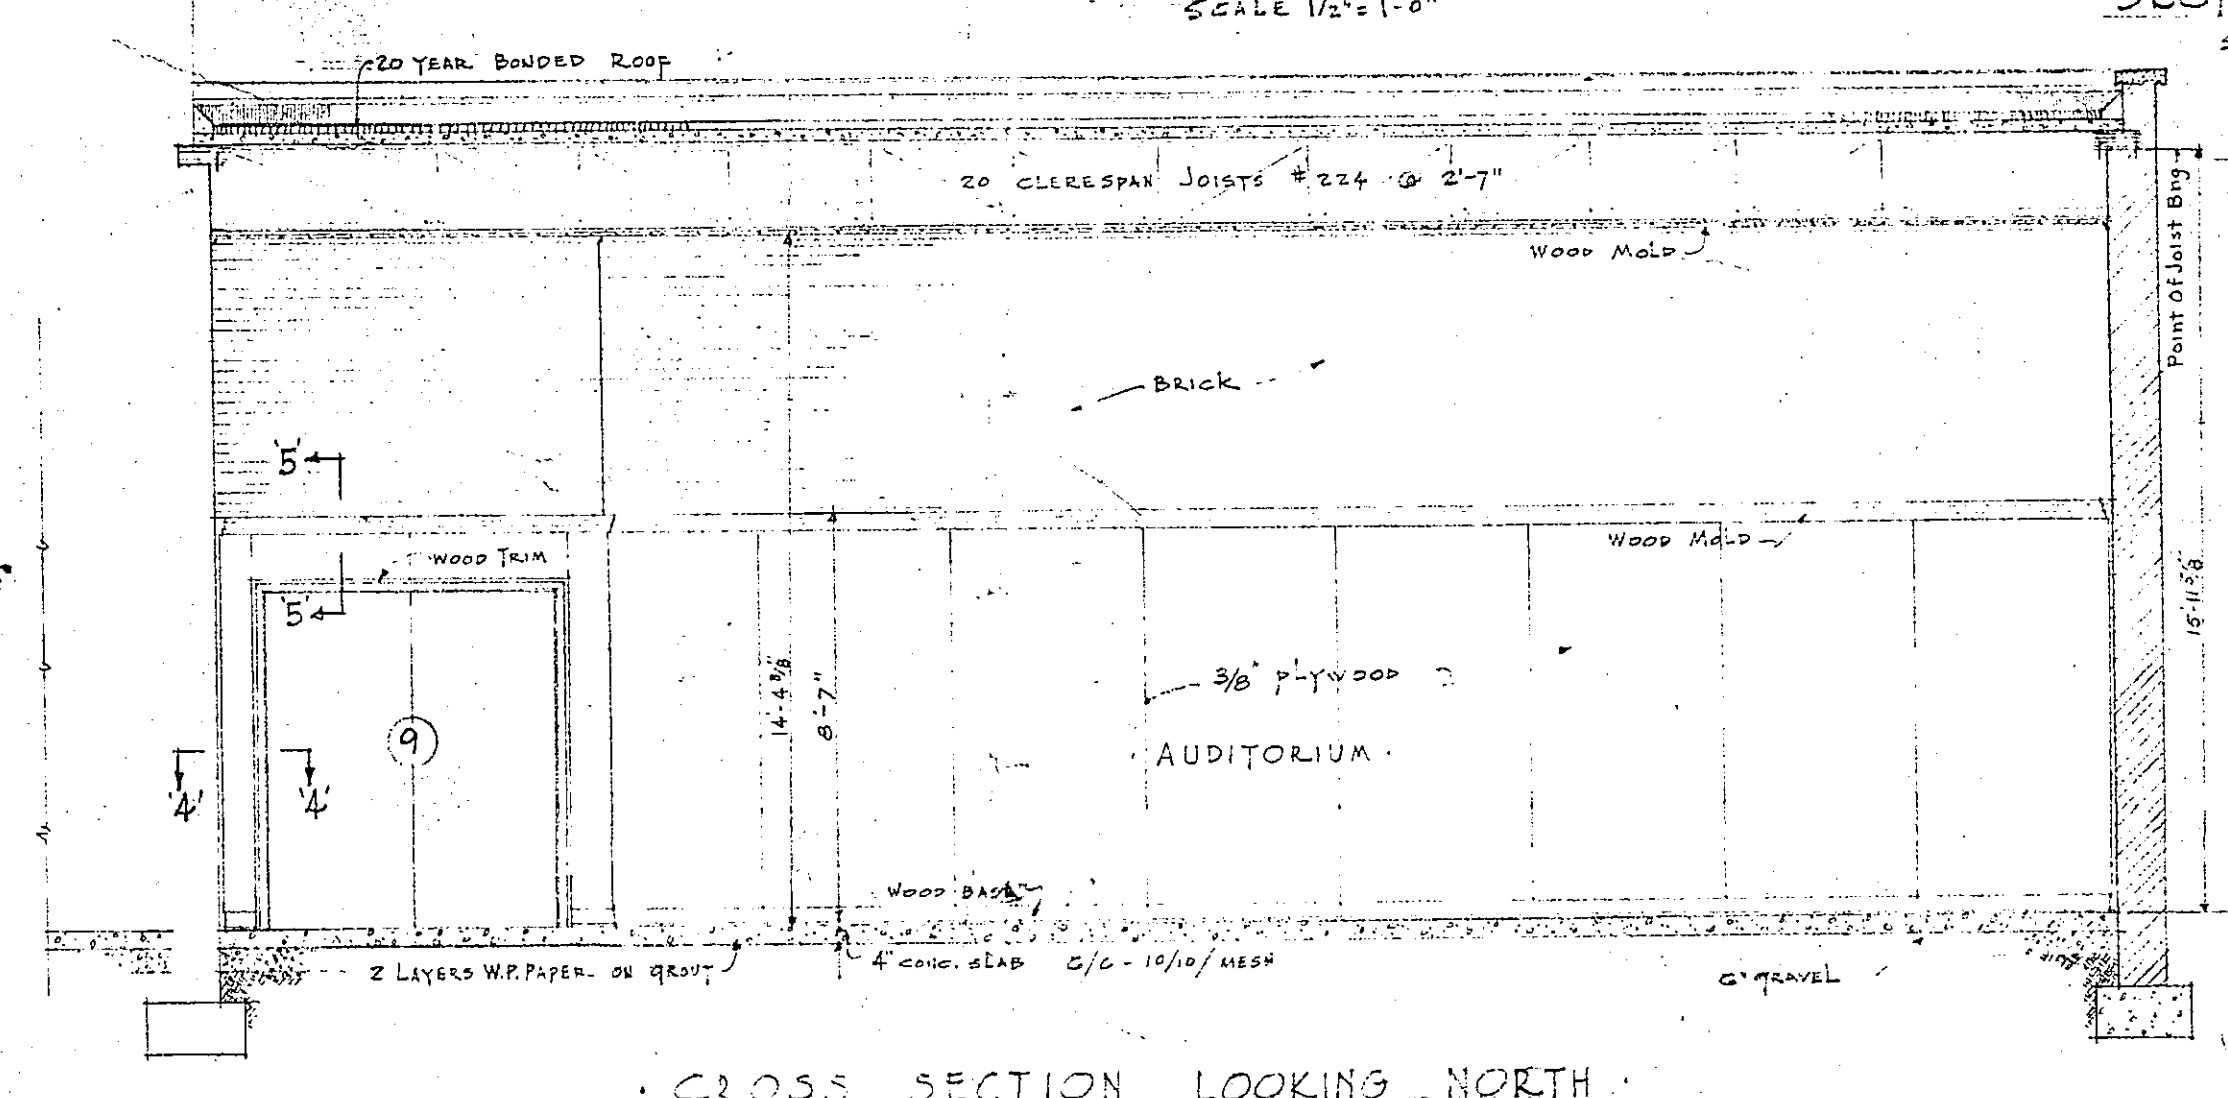 SCALE 1/2" = 1'-0"
20 YEAR BONDED ROOF
20 CLERESPAN JOISTS # 224 @ 2'-7"
WOOD MOLD
Point Of Joist Bng
BRICK
'5'
WOOD MOLD
WOOD TRIM
'5'
15'-11 5/8"
3/8" PLYWOOD
14'-4 5/8"
8'-7"
9
AUDITORIUM
'4' '4'
WOOD BASE
2 LAYERS W.P. PAPER ON GROUT
4" CONC. SLAB 6/6 - 10/10 / MESH
6" GRAVEL
CROSS SECTION LOOKING NORTH